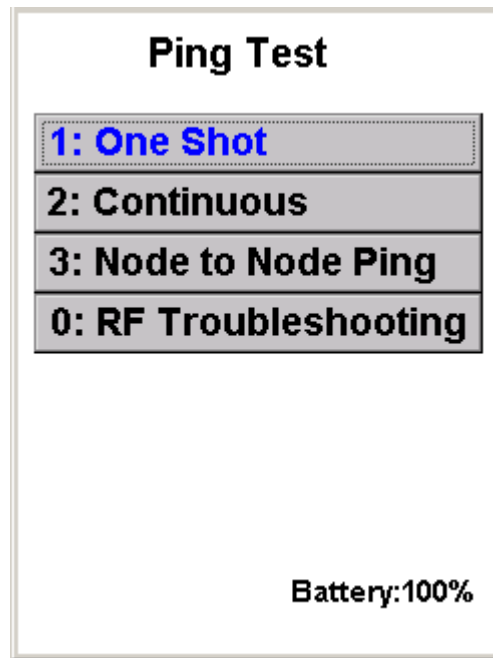 Ping Test
1: One Shot
2: Continuous
3: Node to Node Ping
0: RF Troubleshooting
Battery:100%